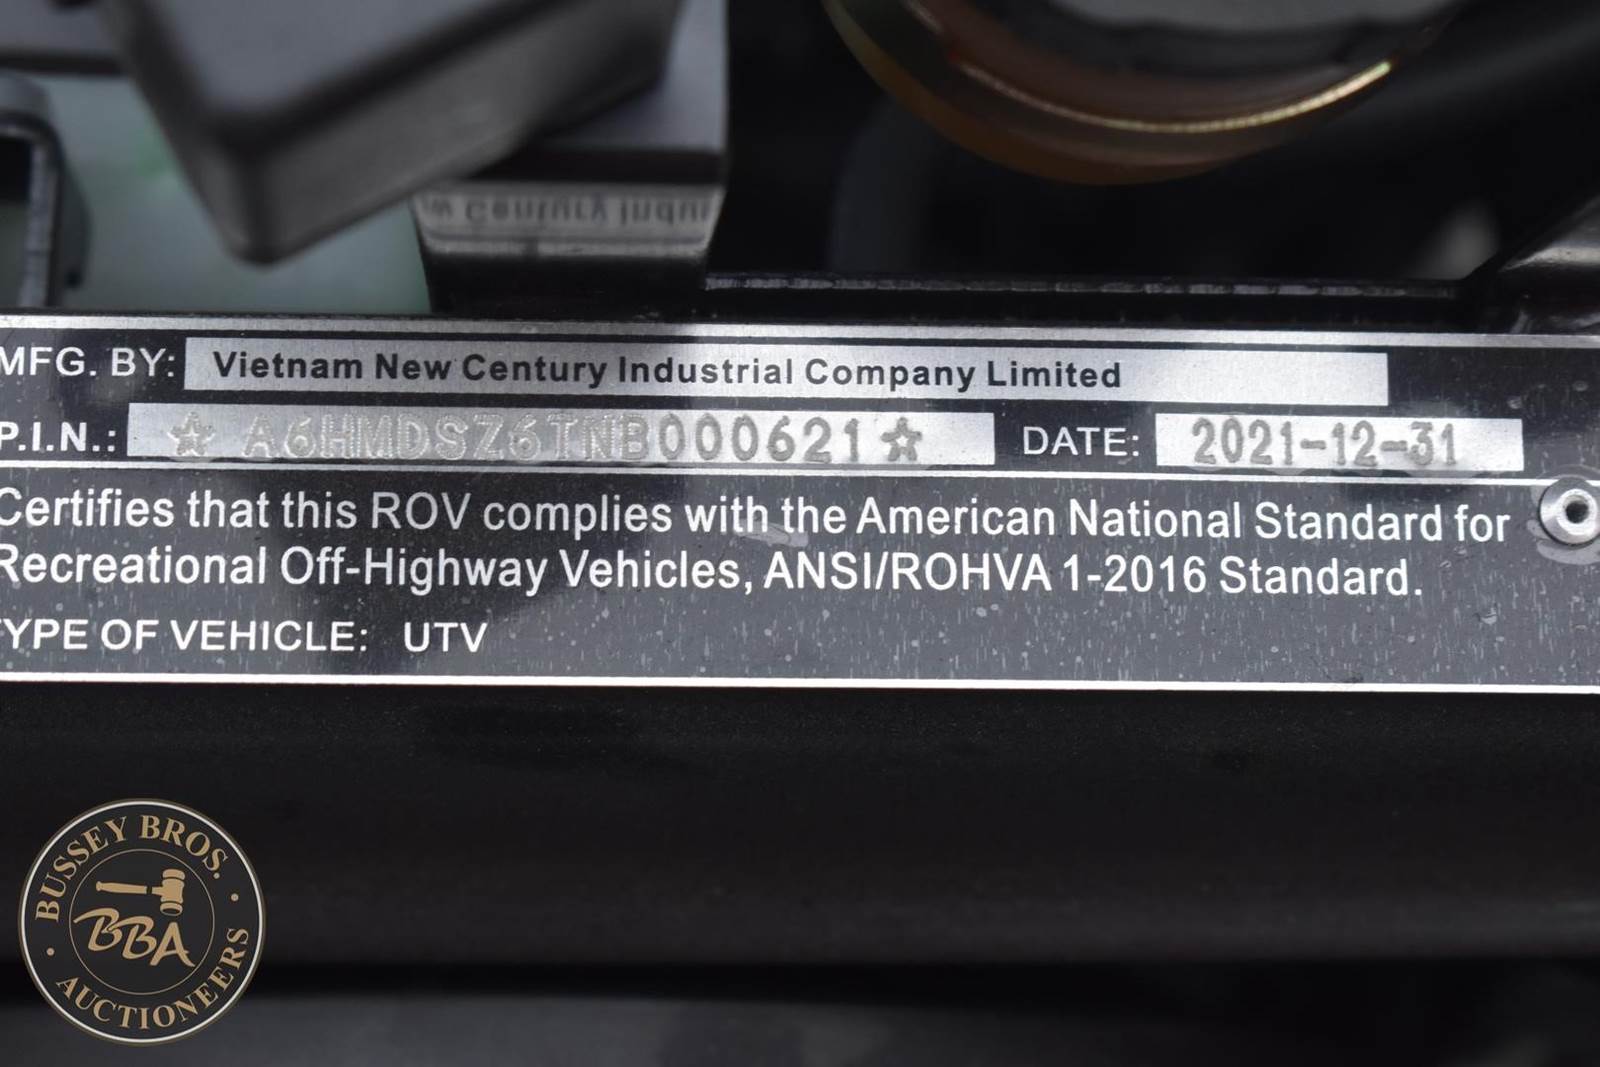 w Century Indu
MFG. BY: Vietnam New Century Industrial Company Limited
P.I.N.: ☆ A6HMDSZ6TNB000621 ☆ DATE: 2021-12-31
Certifies that this ROV complies with the American National Standard for
Recreational Off-Highway Vehicles, ANSI/ROHVA 1-2016 Standard.
TYPE OF VEHICLE: UTV
BUSSEY BROS.
BBA
AUCTIONEERS